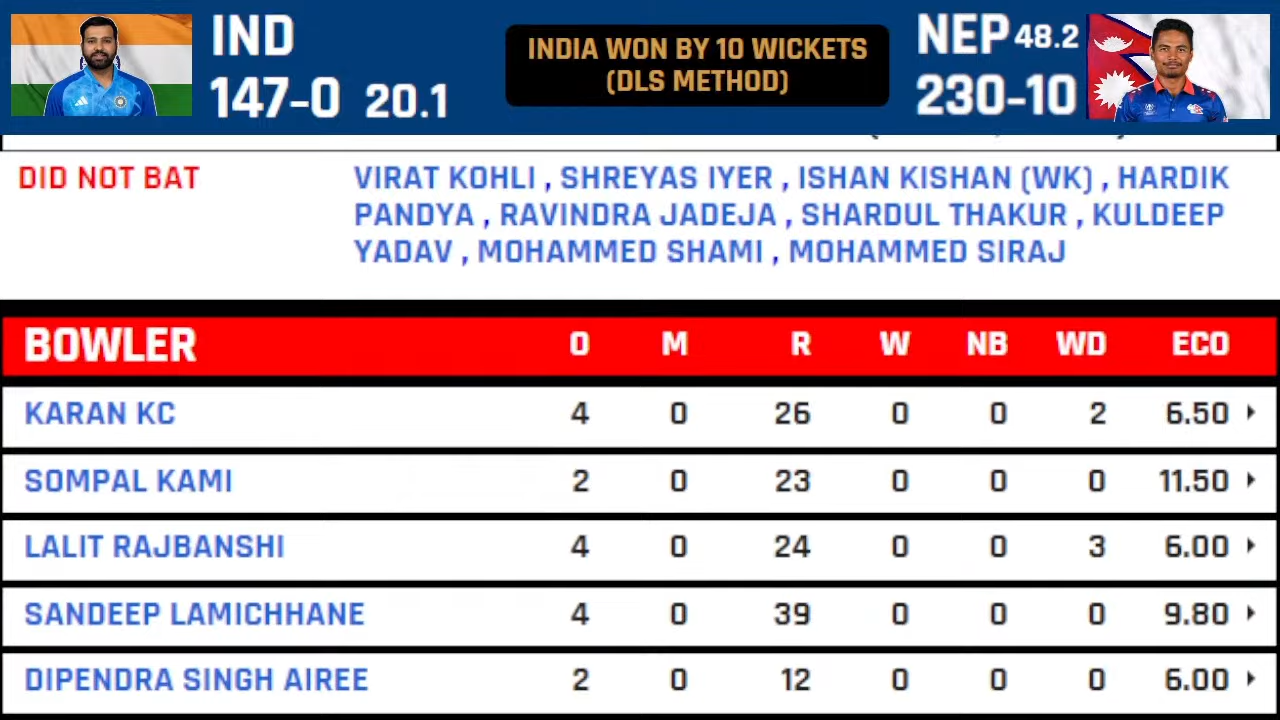 IND
147-0 20.1
INDIA WON BY 10 WICKETS
(DLS METHOD)
NEP 48.2
230-10
DID NOT BAT
VIRAT KOHLI , SHREYAS IYER , ISHAN KISHAN (WK) , HARDIK
PANDYA , RAVINDRA JADEJA , SHARDUL THAKUR , KULDEEP
YADAV , MOHAMMED SHAMI , MOHAMMED SIRAJ
BOWLER O M R W NB WD ECO
KARAN KC 4 0 26 0 0 2 6.50
SOMPAL KAMI 2 0 23 0 0 0 11.50
LALIT RAJBANSHI 4 0 24 0 0 3 6.00
SANDEEP LAMICHHANE 4 0 39 0 0 0 9.80
DIPENDRA SINGH AIREE 2 0 12 0 0 0 6.00